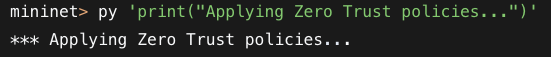 mininet> py 'print("Applying Zero Trust policies...")'
*** Applying Zero Trust policies...